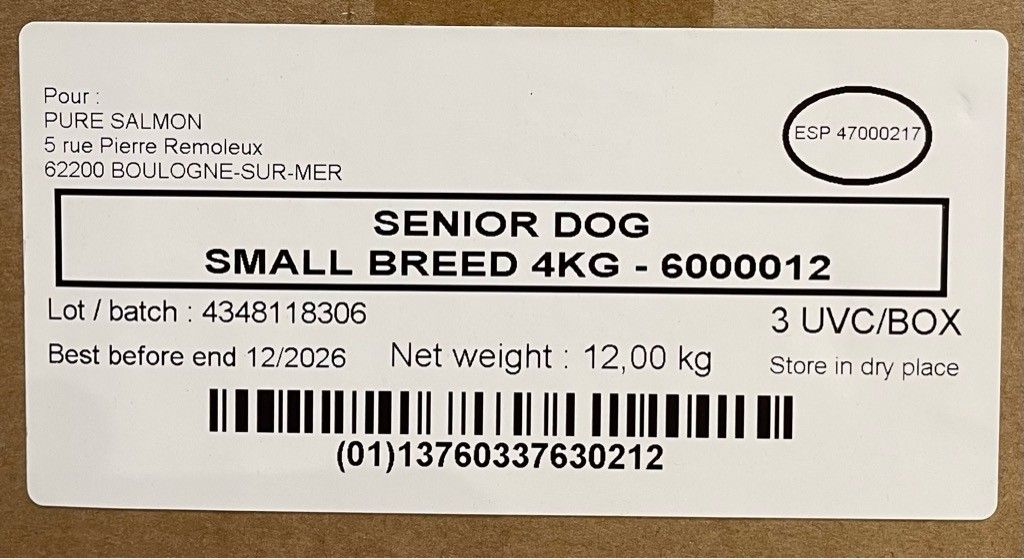 Pour :
PURE SALMON
5 rue Pierre Remoleux
62200 BOULOGNE-SUR-MER
ESP 47000217
SENIOR DOG
SMALL BREED 4KG - 6000012
Lot / batch : 4348118306
3 UVC/BOX
Best before end 12/2026
Net weight : 12,00 kg
Store in dry place
(01)13760337630212